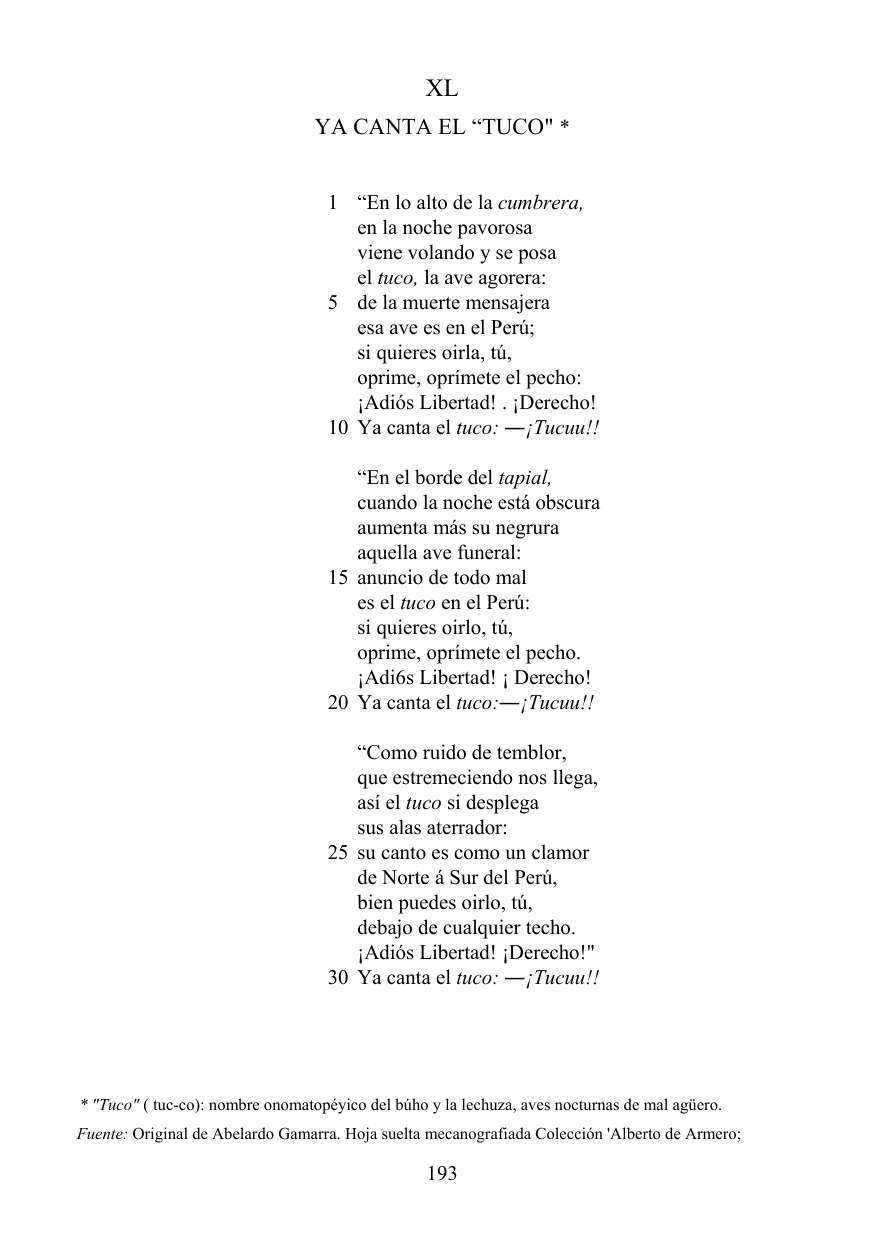 XL
YA CANTA EL “TUCO" *
1 “En lo alto de la cumbrera,
en la noche pavorosa
viene volando y se posa
el tuco, la ave agorera:
5 de la muerte mensajera
esa ave es en el Perú;
si quieres oirla, tú,
oprime, oprímete el pecho:
¡Adiós Libertad! . ¡Derecho!
10 Ya canta el tuco: —¡Tucuu!!
“En el borde del tapial,
cuando la noche está obscura
aumenta más su negrura
aquella ave funeral:
15 anuncio de todo mal
es el tuco en el Perú:
si quieres oirlo, tú,
oprime, oprímete el pecho.
¡Adi6s Libertad! ¡ Derecho!
20 Ya canta el tuco:—¡Tucuu!!
“Como ruido de temblor,
que estremeciendo nos llega,
así el tuco si desplega
sus alas aterrador:
25 su canto es como un clamor
de Norte á Sur del Perú,
bien puedes oirlo, tú,
debajo de cualquier techo.
¡Adiós Libertad! ¡Derecho!"
30 Ya canta el tuco: —¡Tucuu!!
* "Tuco" ( tuc-co): nombre onomatopéyico del búho y la lechuza, aves nocturnas de mal agüero.
Fuente: Original de Abelardo Gamarra. Hoja suelta mecanografiada Colección 'Alberto de Armero;
193